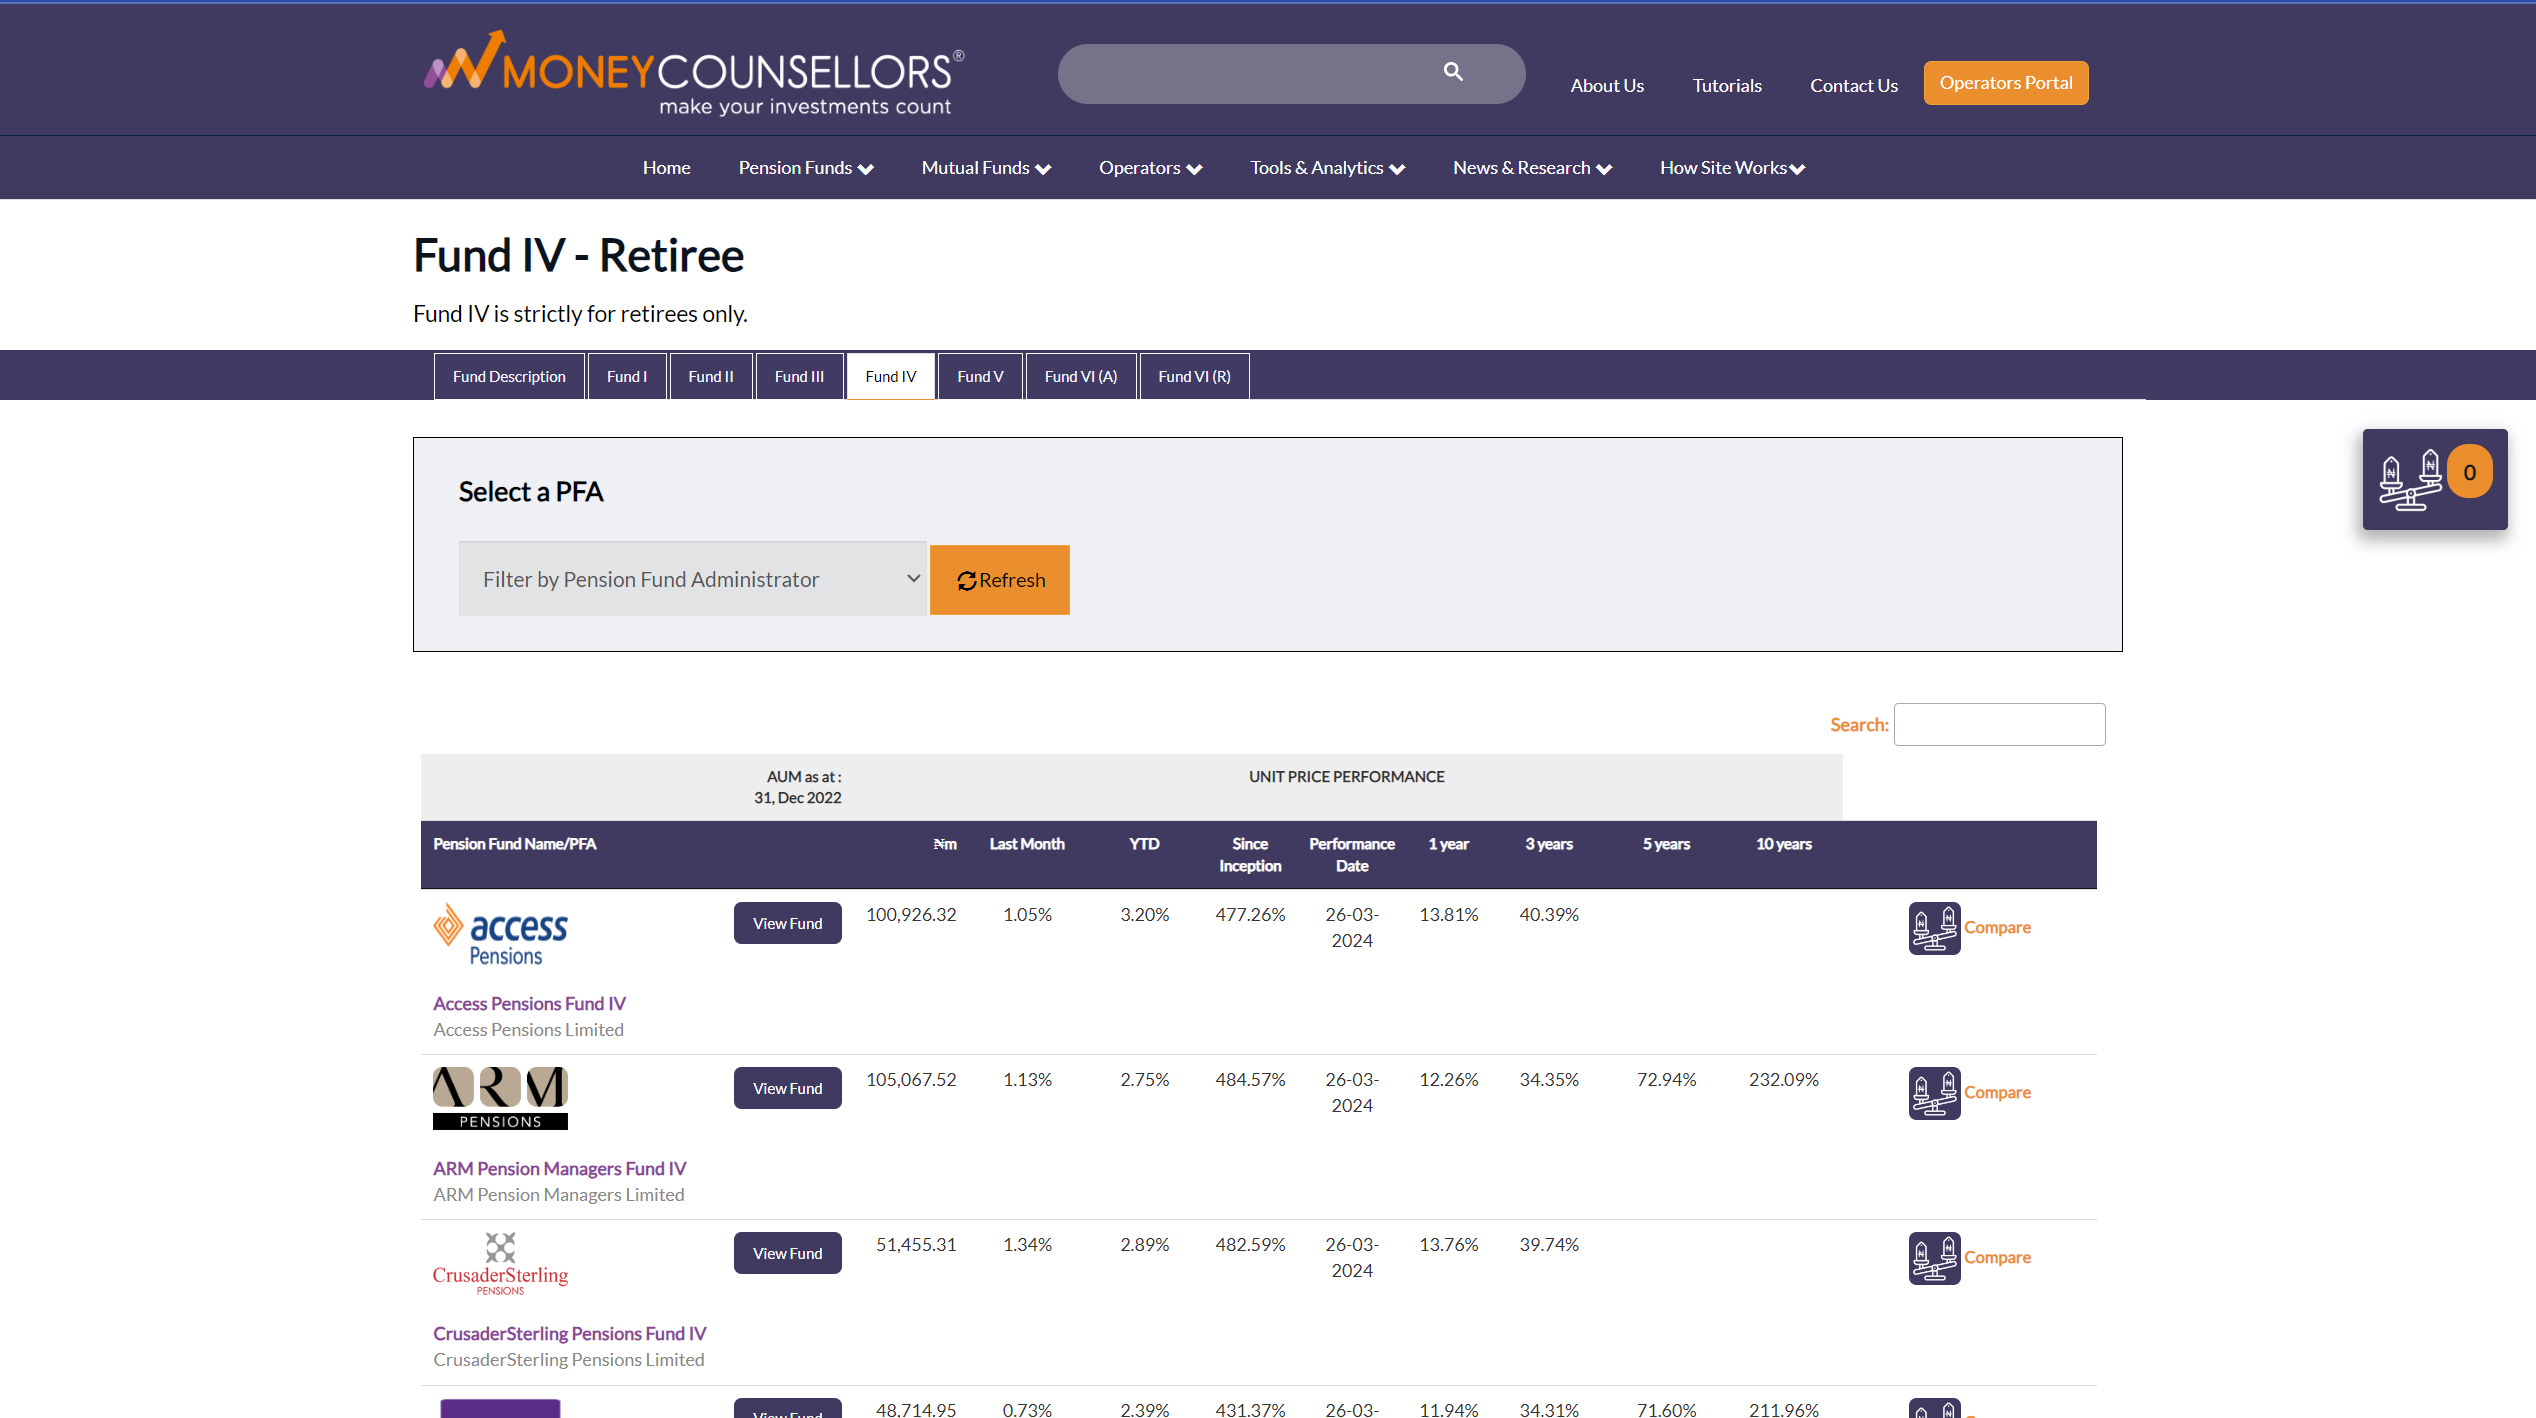 MONEYCOUNSELLORS®
make your investments count
About Us
Tutorials
Contact Us
Operators Portal
Home
Pension Funds
Mutual Funds
Operators
Tools & Analytics
News & Research
How Site Works
Fund IV - Retiree
Fund IV is strictly for retirees only.
Fund Description
Fund I
Fund II
Fund III
Fund IV
Fund V
Fund VI (A)
Fund VI (R)
0
Select a PFA
Filter by Pension Fund Administrator
Refresh
Search:
AUM as at :
31, Dec 2022
UNIT PRICE PERFORMANCE
Pension Fund Name/PFA
₦m
Last Month
YTD
Since
Inception
Performance
Date
1 year
3 years
5 years
10 years
access
Pensions
View Fund
100,926.32
1.05%
3.20%
477.26%
26-03-
2024
13.81%
40.39%
Compare
Access Pensions Fund IV
Access Pensions Limited
ARM
PENSIONS
View Fund
105,067.52
1.13%
2.75%
484.57%
26-03-
2024
12.26%
34.35%
72.94%
232.09%
Compare
ARM Pension Managers Fund IV
ARM Pension Managers Limited
CrusaderSterling
PENSIONS
View Fund
51,455.31
1.34%
2.89%
482.59%
26-03-
2024
13.76%
39.74%
Compare
CrusaderSterling Pensions Fund IV
CrusaderSterling Pensions Limited
View Fund
48,714.95
0.73%
2.39%
431.37%
26-03-
11.94%
34.31%
71.60%
211.96%